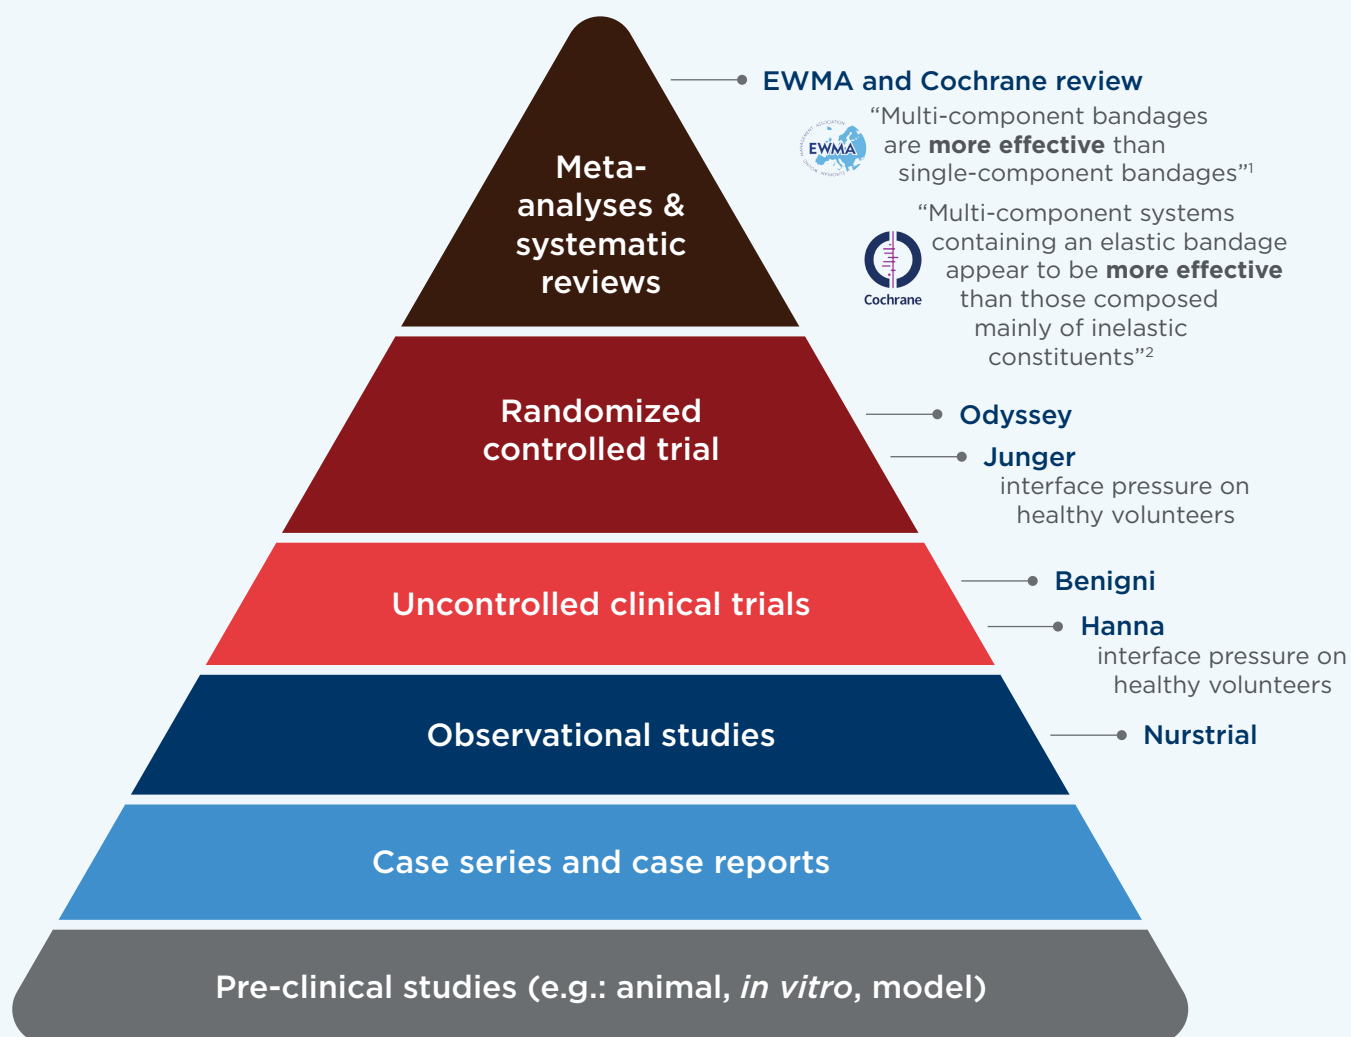 EWMA and Cochrane review
“Multi-component bandages
are more effective than
single-component bandages”1
EWMA
“Multi-component systems
containing an elastic bandage
appear to be more effective
than those composed
mainly of inelastic
constituents”2
Cochrane
Meta-
analyses &
systematic
reviews
Randomized
controlled trial
Odyssey
Junger
interface pressure on
healthy volunteers
Uncontrolled clinical trials
Benigni
Hanna
interface pressure on
healthy volunteers
Observational studies
Nurstrial
Case series and case reports
Pre-clinical studies (e.g.: animal, in vitro, model)